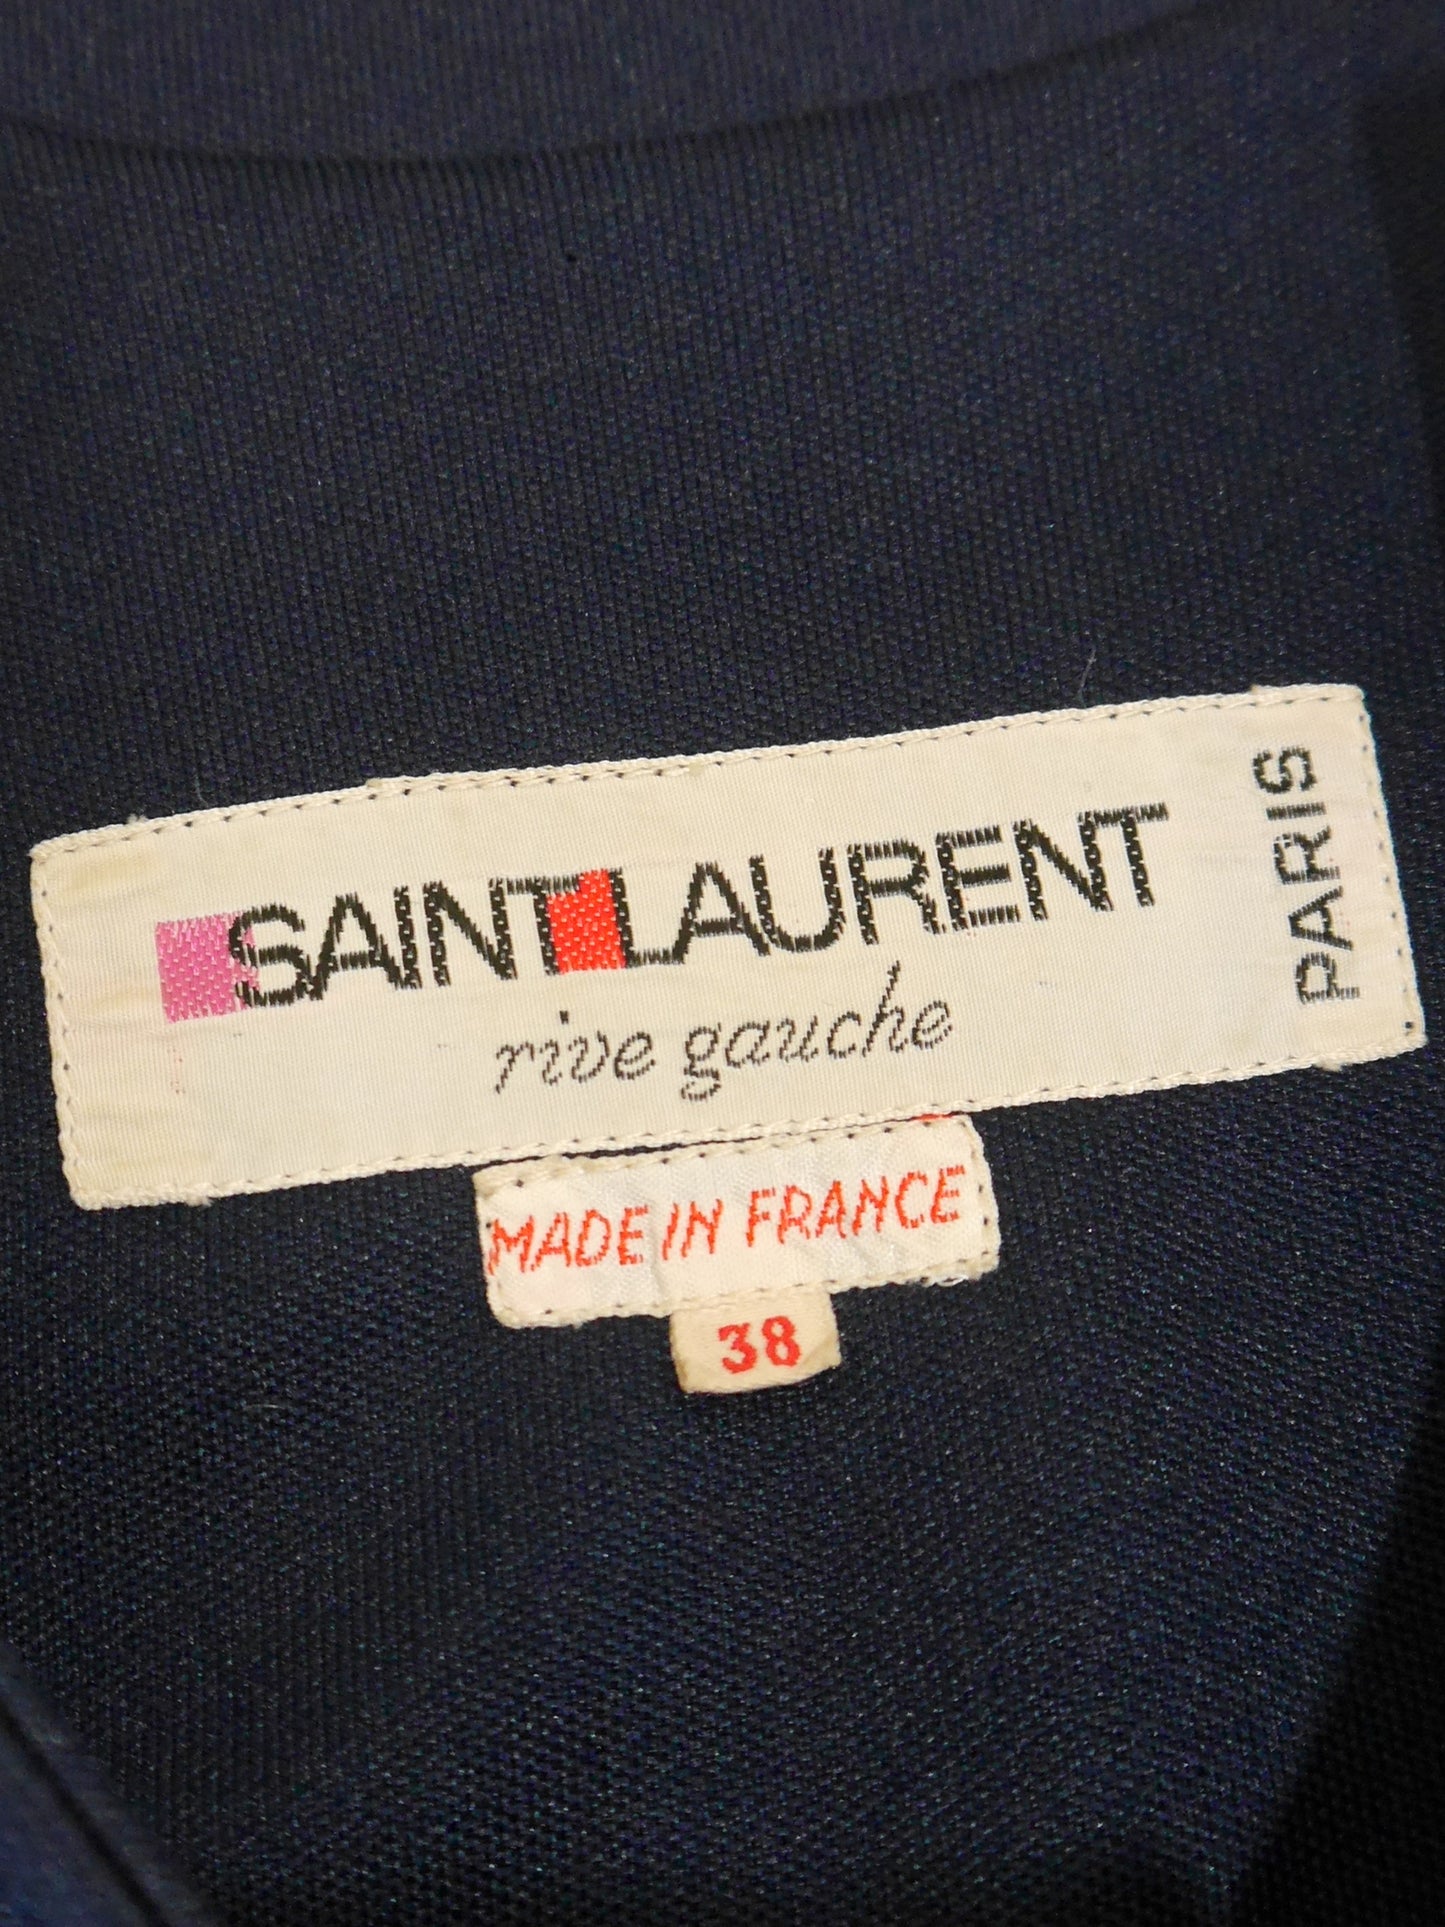 SAINT LAURENT
rive gauche
PARIS
MADE IN FRANCE
38